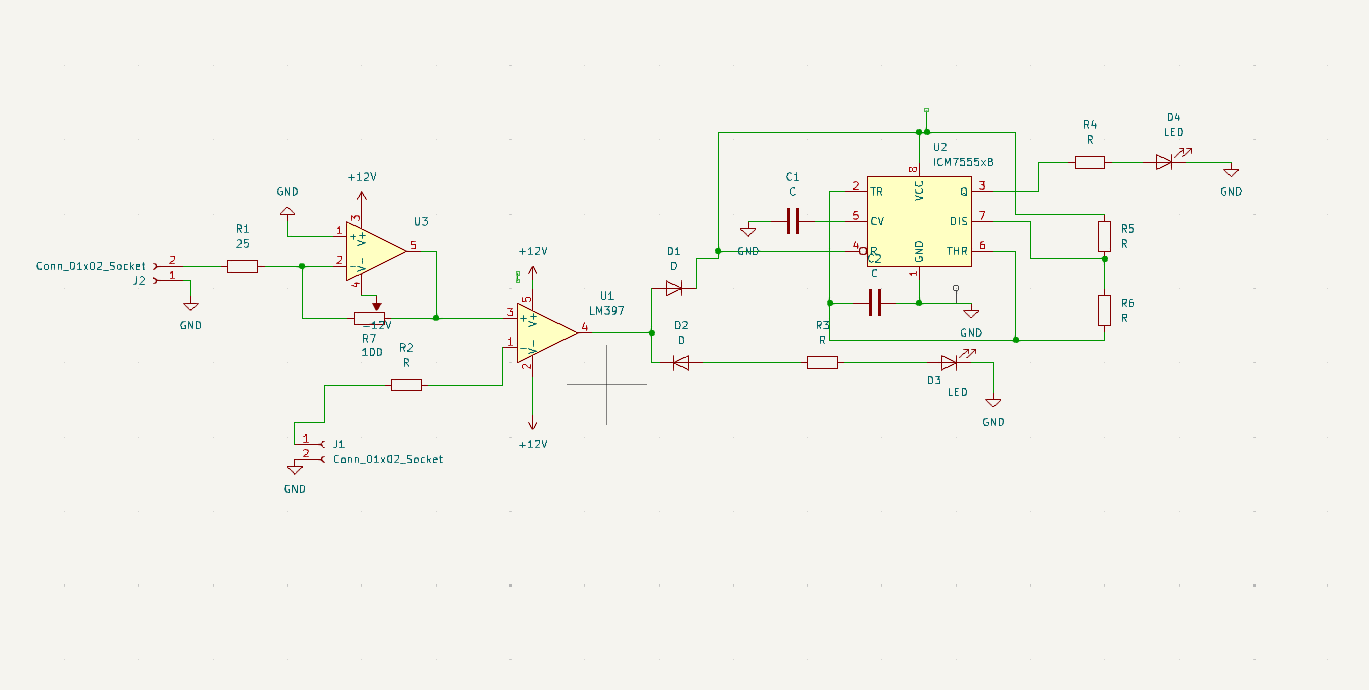 D4
LED
R4
R
GND
U2
ICM7555xB
8
VCC
2
TR
Q
3
5
CV
DIS
7
4
R
THR
6
GND
1
C1
C
GND
C2
C
GND
R5
R
R6
R
+12V
GND
U3
3
V+
1
+
5
2
-
V-
4
R1
25
Conn_01x02_Socket
2
J2
1
GND
-12V
R7
100
R2
R
+12V
5
U1
LM397
3
+
V+
4
1
-
V-
2
+12V
D1
D
D2
D
R3
R
D3
LED
GND
1
J1
2
Conn_01x02_Socket
GND